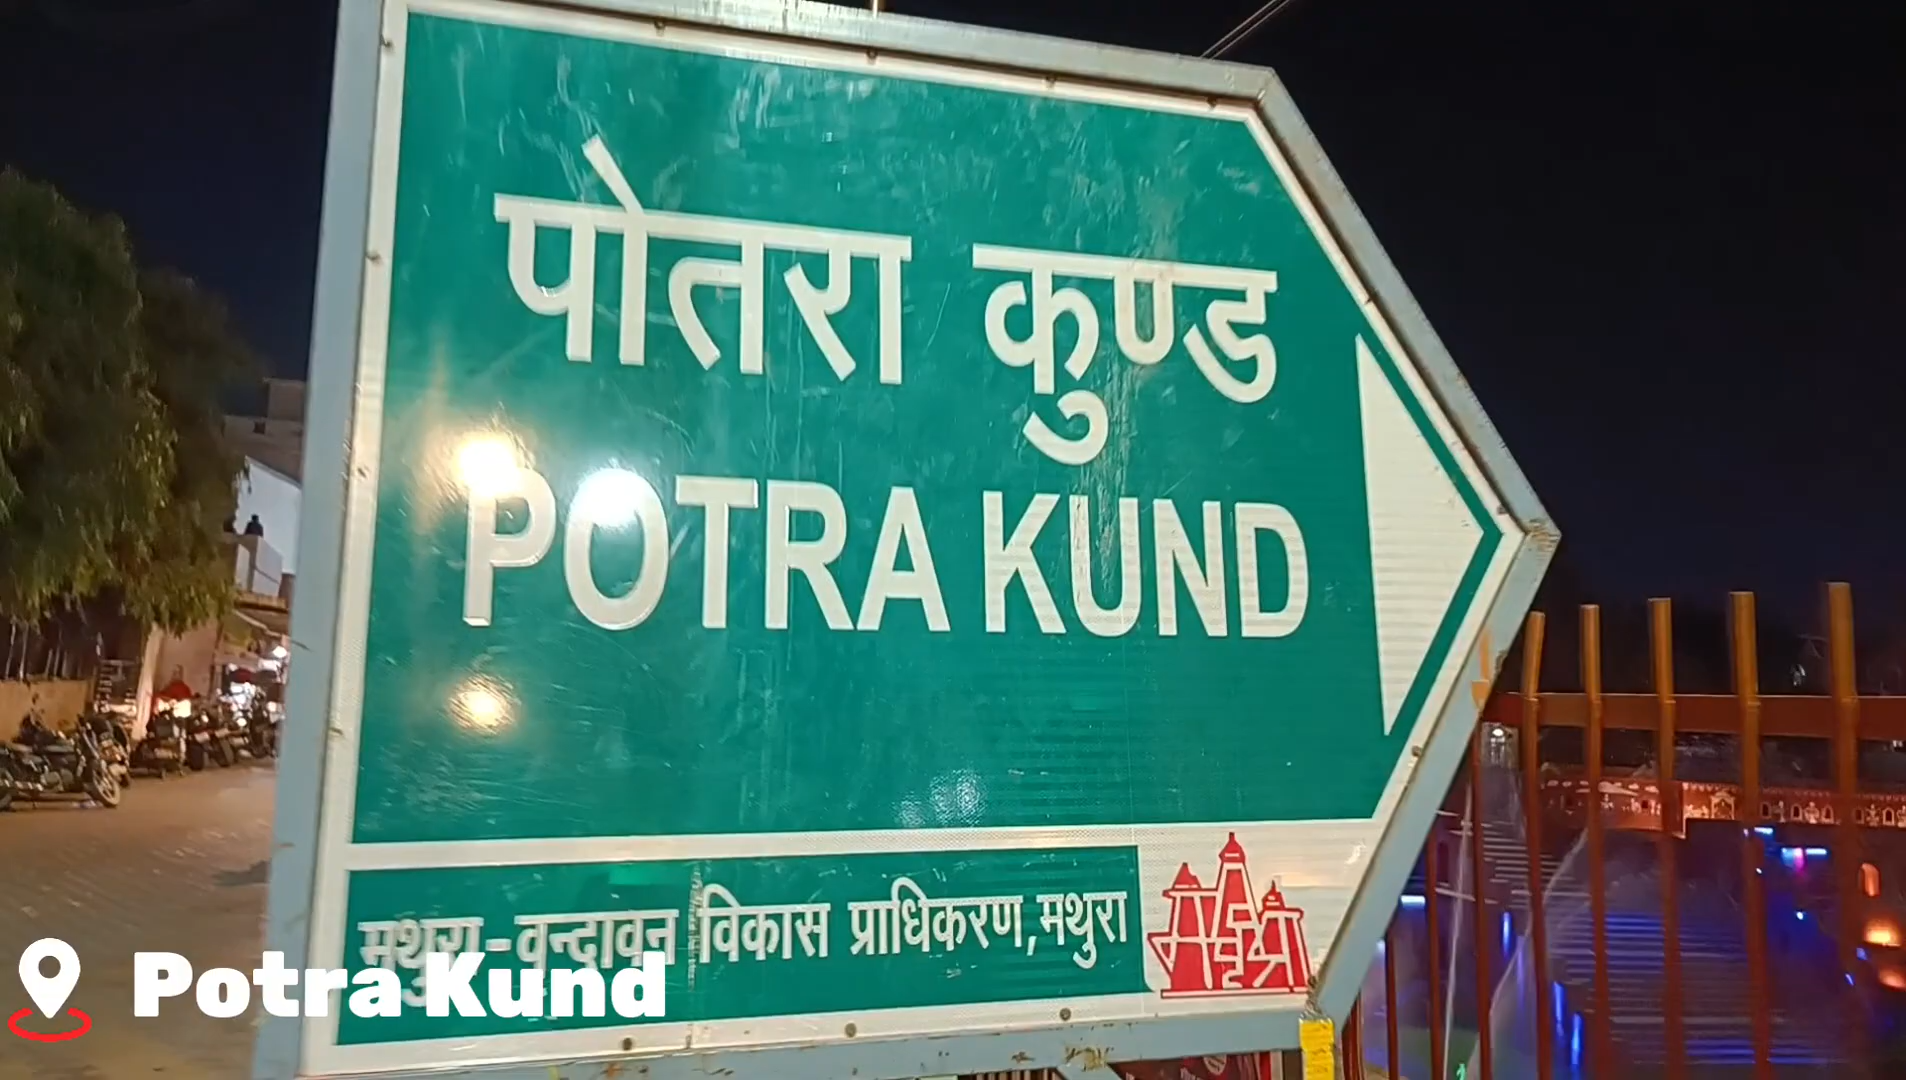 पोतरा कुण्ड
POTRA KUND
मथुरा-वृन्दावन विकास प्राधिकरण,मथुरा
Potra Kund